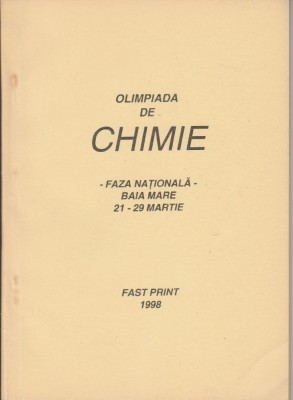 OLIMPIADA
DE
CHIMIE
- FAZA NAȚIONALĂ -
BAIA MARE
21 - 29 MARTIE
FAST PRINT
1998